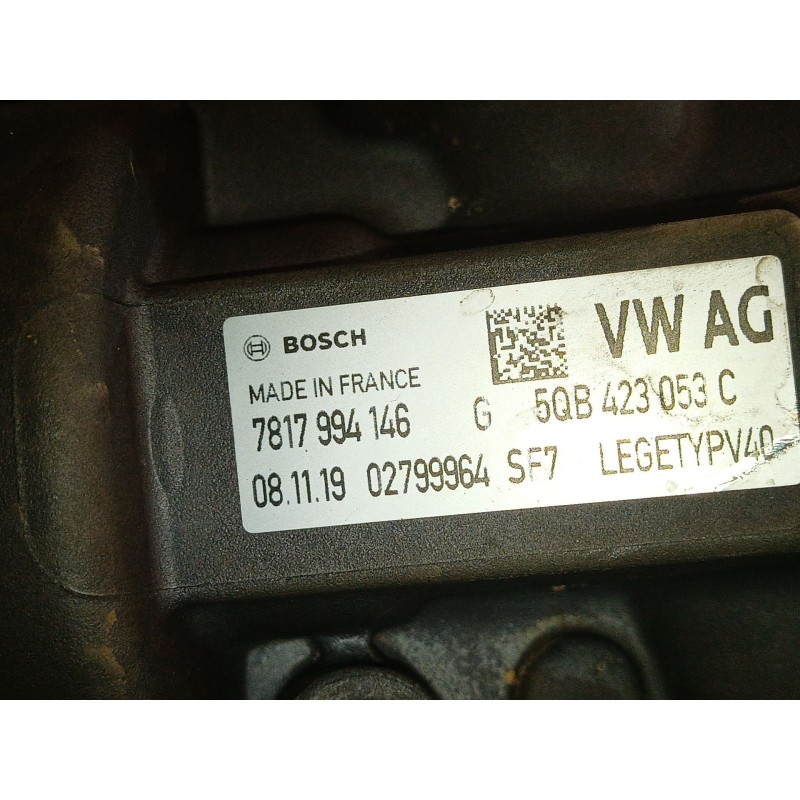 BOSCH VW AG
MADE IN FRANCE
7817 994 146 G 5QB 423 053 C
08.11.19 02799964 SF7 LEGETYPV40